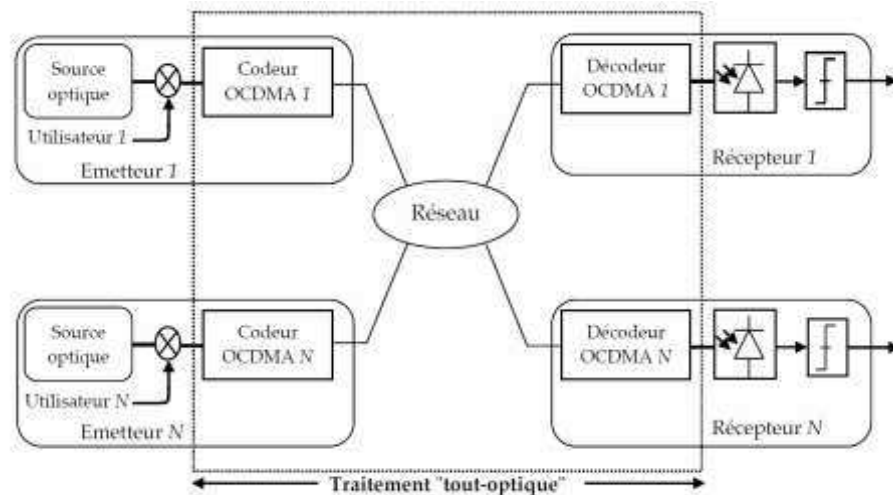 Source
optique
Codeur
OCDMA 1
Utilisateur 1
Emetteur 1
Décodeur
OCDMA 1
Récepteur 1
Réseau
Source
optique
Codeur
OCDMA N
Utilisateur N
Emetteur N
Décodeur
OCDMA N
Récepteur N
Traitement "tout-optique"